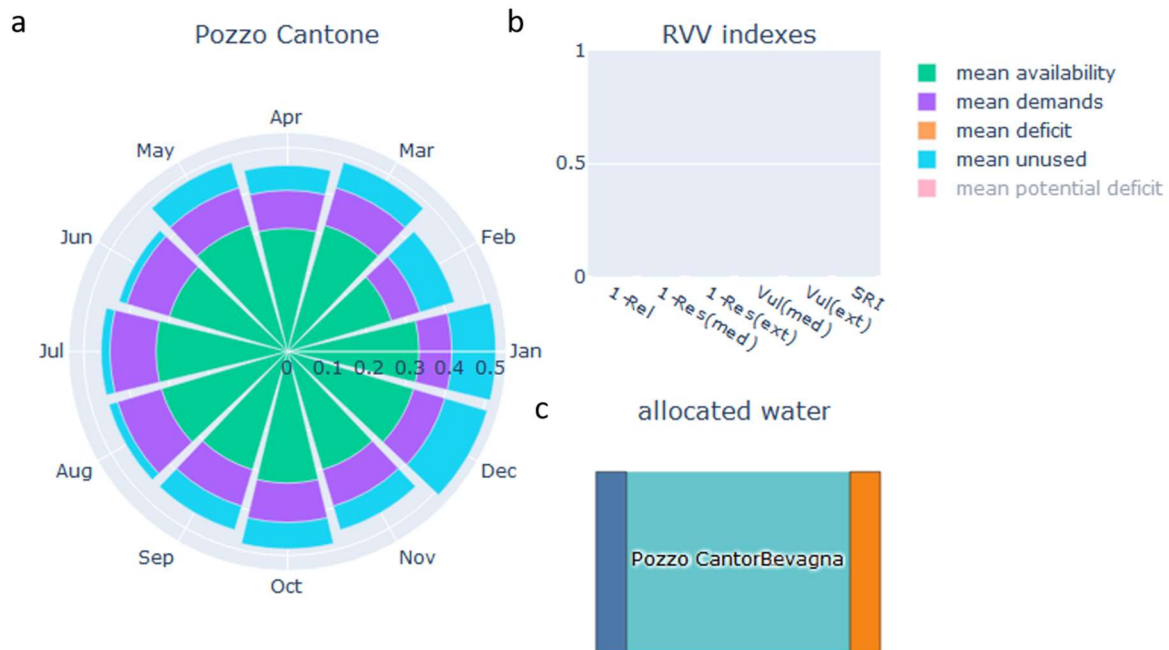 a
Pozzo Cantone
Apr
May
Mar
Jun
Feb
Jul
Jan
0 0.1 0.2 0.3 0.4 0.5
Aug
Dec
Sep
Nov
Oct
b
RVV indexes
1
0.5
0
1-Rel
1-Res(med)
1-Res(ext)
Vul(med)
Vul(ext)
SRI
mean availability
mean demands
mean deficit
mean unused
mean potential deficit
c
allocated water
Pozzo CantorBevagna